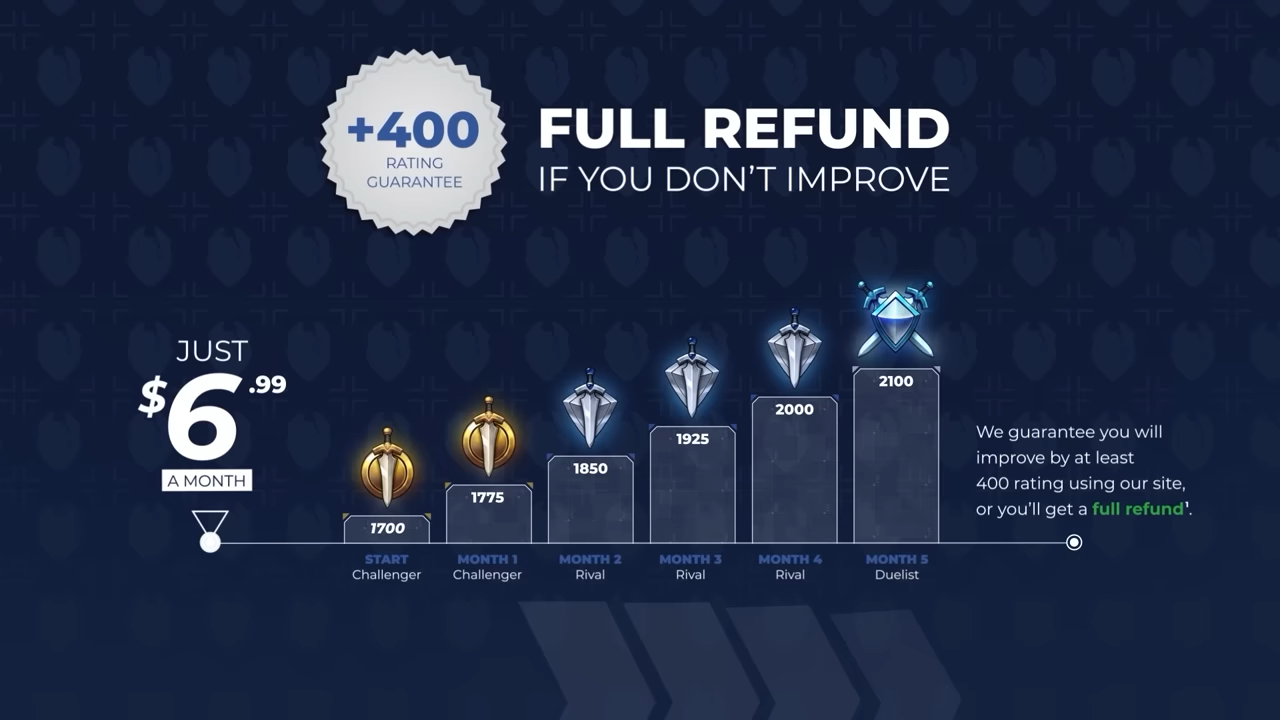 +400
RATING
GUARANTEE
FULL REFUND
IF YOU DON'T IMPROVE
JUST
$6.99
A MONTH
1700
1775
1850
1925
2000
2100
START
Challenger
MONTH 1
Challenger
MONTH 2
Rival
MONTH 3
Rival
MONTH 4
Rival
MONTH 5
Duelist
We guarantee you will
improve by at least
400 rating using our site,
or you'll get a full refund¹.